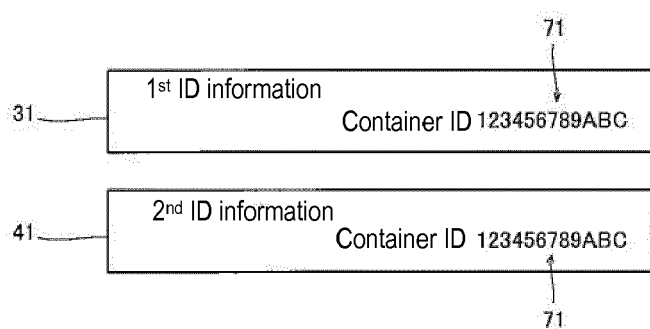 71
1st ID information
31
Container ID 123456789ABC
2nd ID information
41
Container ID 123456789ABC
71